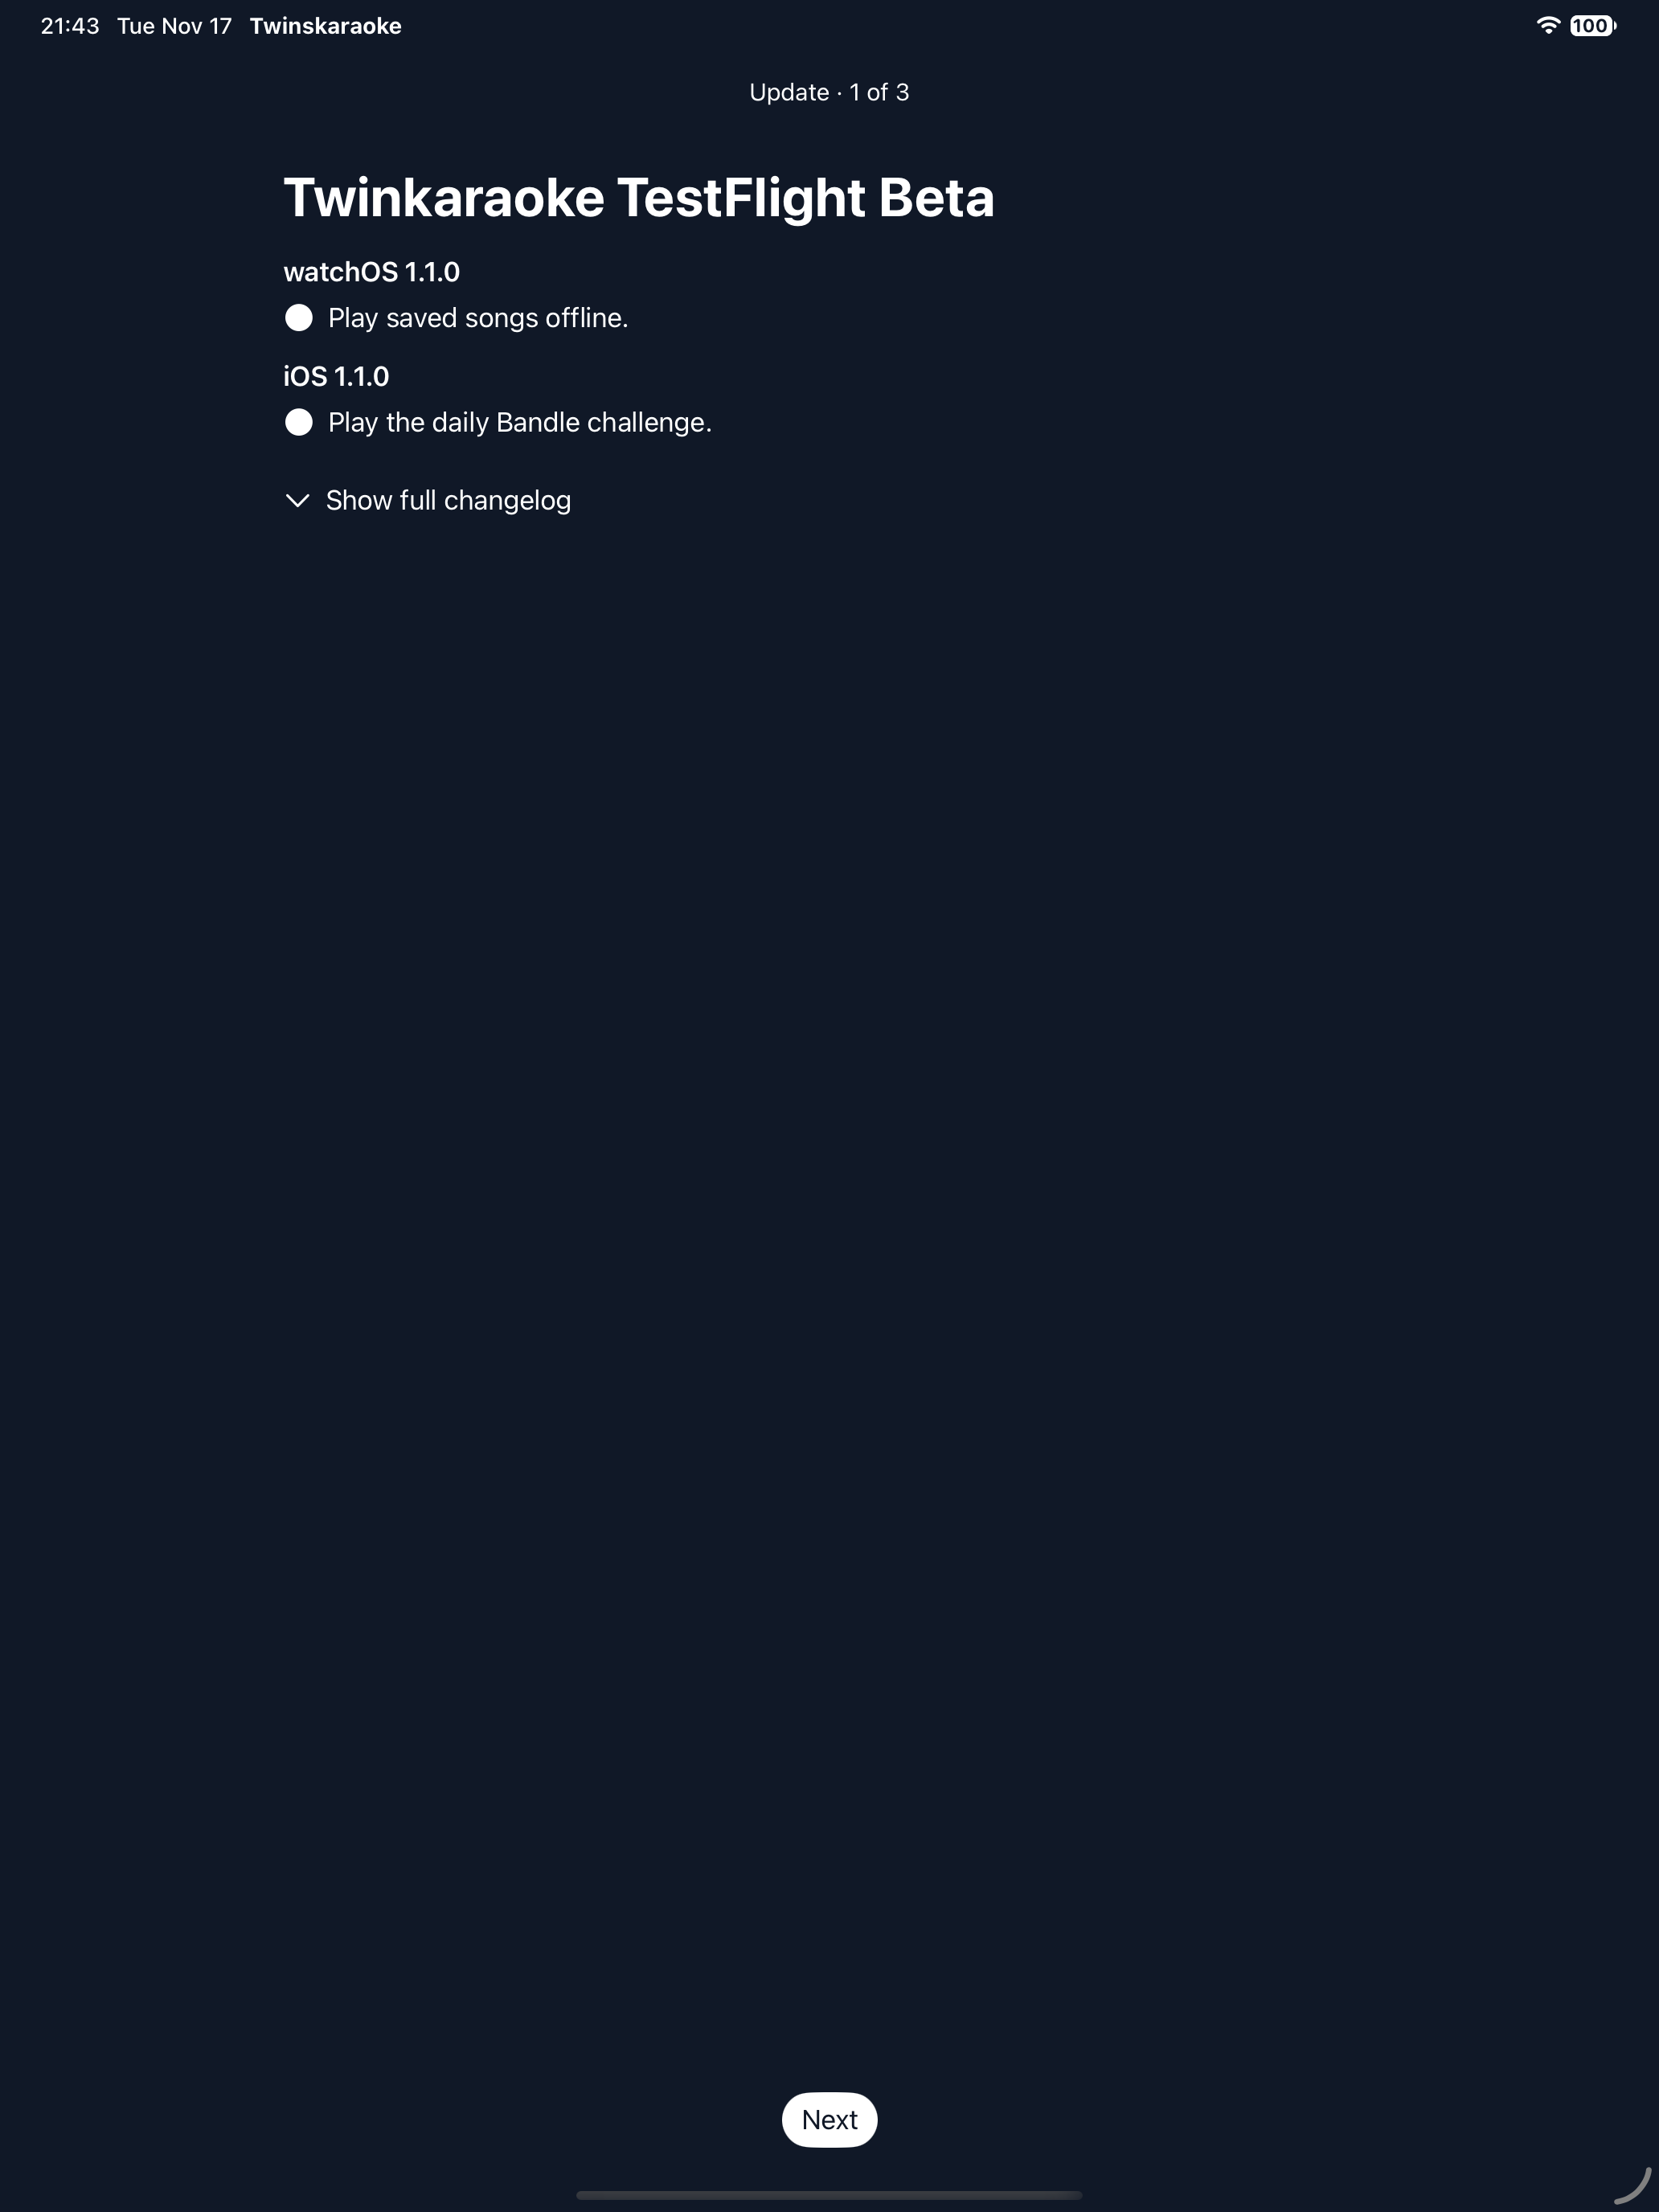 21:43 Tue Nov 17 Twinskaraoke
100
Update · 1 of 3
Twinkaraoke TestFlight Beta
watchOS 1.1.0
Play saved songs offline.
iOS 1.1.0
Play the daily Bandle challenge.
Show full changelog
Next